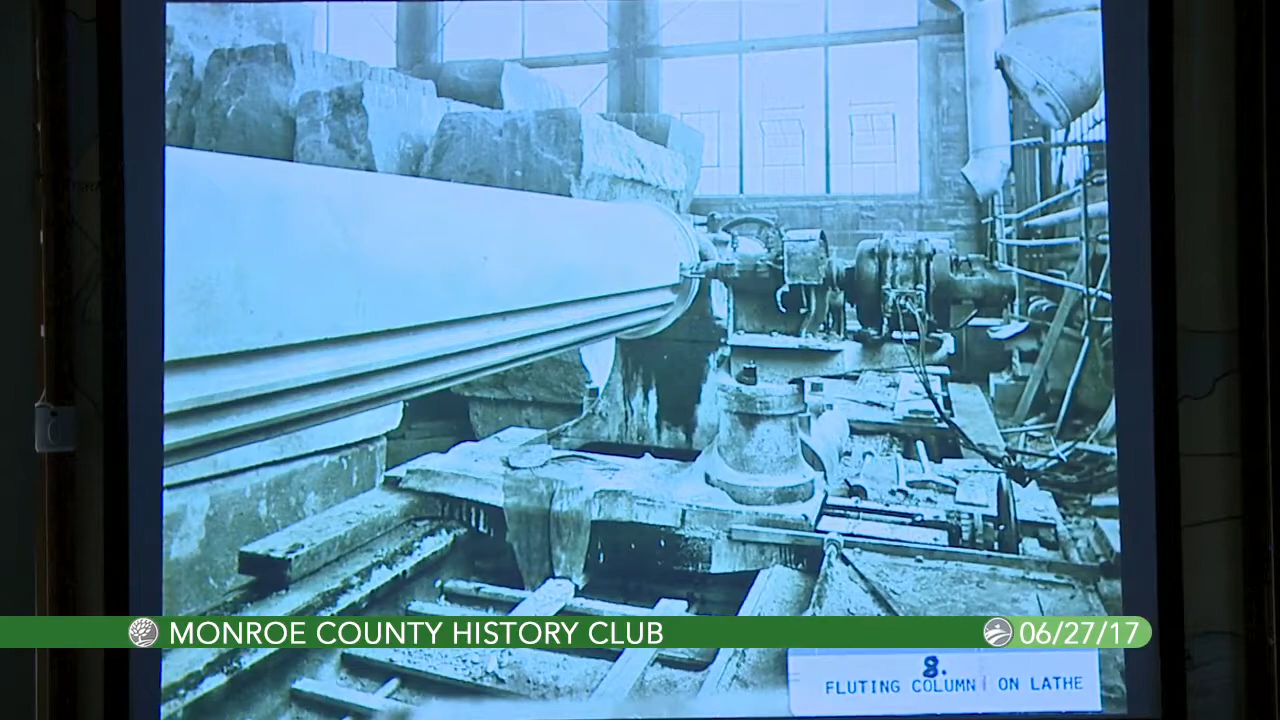 MONROE COUNTY HISTORY CLUB
06/27/17
8.
FLUTING COLUMN ON LATHE